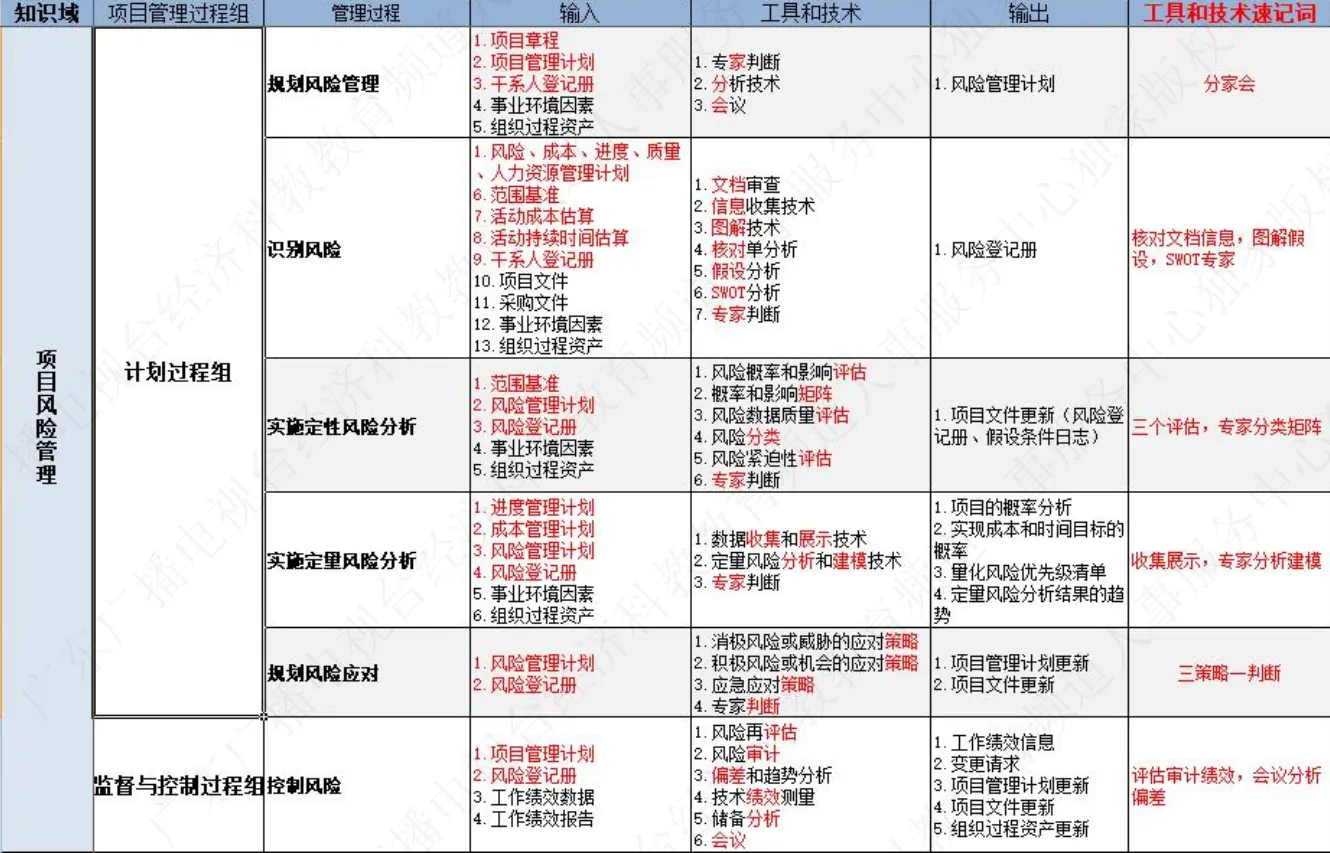 知识域 项目管理过程组 管理过程 输入 工具和技术 输出 工具和技术速记词
项目风险管理
计划过程组
规划风险管理
1.项目章程
2.项目管理计划
3.干系人登记册
4.事业环境因素
5.组织过程资产
1.专家判断
2.分析技术
3.会议
1.风险管理计划
分家会
识别风险
1.风险、成本、进度、质量
、人力资源管理计划
6.范围基准
7.活动成本估算
8.活动持续时间估算
9.干系人登记册
10.项目文件
11.采购文件
12.事业环境因素
13.组织过程资产
1.文档审查
2.信息收集技术
3.图解技术
4.核对单分析
5.假设分析
6.SWOT分析
7.专家判断
1.风险登记册
核对文档信息，图解假
设，SWOT专家
实施定性风险分析
1.范围基准
2.风险管理计划
3.风险登记册
4.事业环境因素
5.组织过程资产
1.风险概率和影响评估
2.概率和影响矩阵
3.风险数据质量评估
4.风险分类
5.风险紧迫性评估
6.专家判断
1.项目文件更新（风险登
记册、假设条件日志）
三个评估，专家分类矩阵
实施定量风险分析
1.进度管理计划
2.成本管理计划
3.风险管理计划
4.风险登记册
5.事业环境因素
6.组织过程资产
1.数据收集和展示技术
2.定量风险分析和建模技术
3.专家判断
1.项目的概率分析
2.实现成本和时间目标的
概率
3.量化风险优先级清单
4.定量风险分析结果的趋
势
收集展示，专家分析建模
规划风险应对
1.风险管理计划
2.风险登记册
1.消极风险或威胁的应对策略
2.积极风险或机会的应对策略
3.应急应对策略
4.专家判断
1.项目管理计划更新
2.项目文件更新
三策略一判断
监督与控制过程组
控制风险
1.项目管理计划
2.风险登记册
3.工作绩效数据
4.工作绩效报告
1.风险再评估
2.风险审计
3.偏差和趋势分析
4.技术绩效测量
5.储备分析
6.会议
1.工作绩效信息
2.变更请求
3.项目管理计划更新
4.项目文件更新
5.组织过程资产更新
评估审计绩效，会议分析
偏差